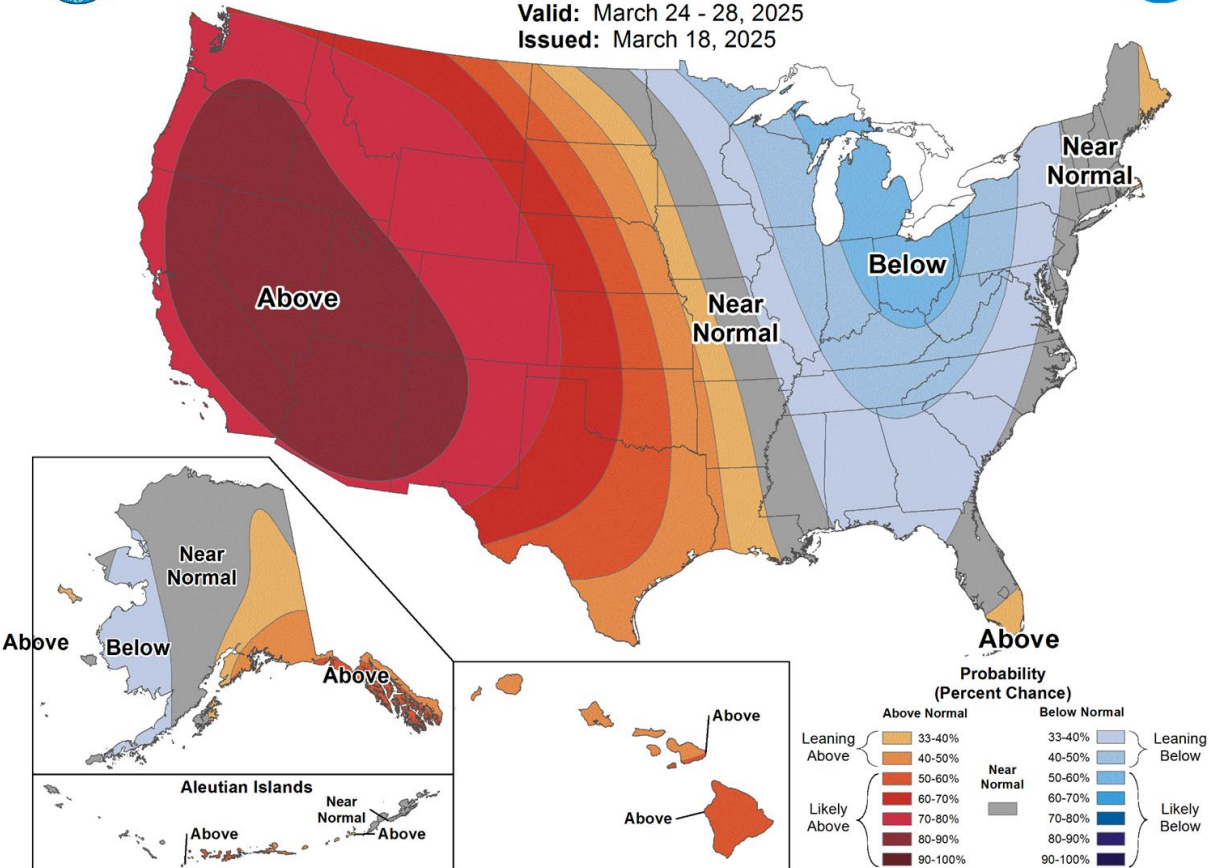 Valid: March 24 - 28, 2025
Issued: March 18, 2025
Near
Normal
Below
Above
Near
Normal
Near
Normal
Above
Below
Above
Above
Aleutian Islands
Near
Normal
Above
Above
Above
Above
Probability
(Percent Chance)
Above Normal
Below Normal
Leaning
Above
33-40%
40-50%
50-60%
60-70%
70-80%
80-90%
90-100%
Likely
Above
Near
Normal
33-40%
40-50%
50-60%
60-70%
70-80%
80-90%
90-100%
Leaning
Below
Likely
Below